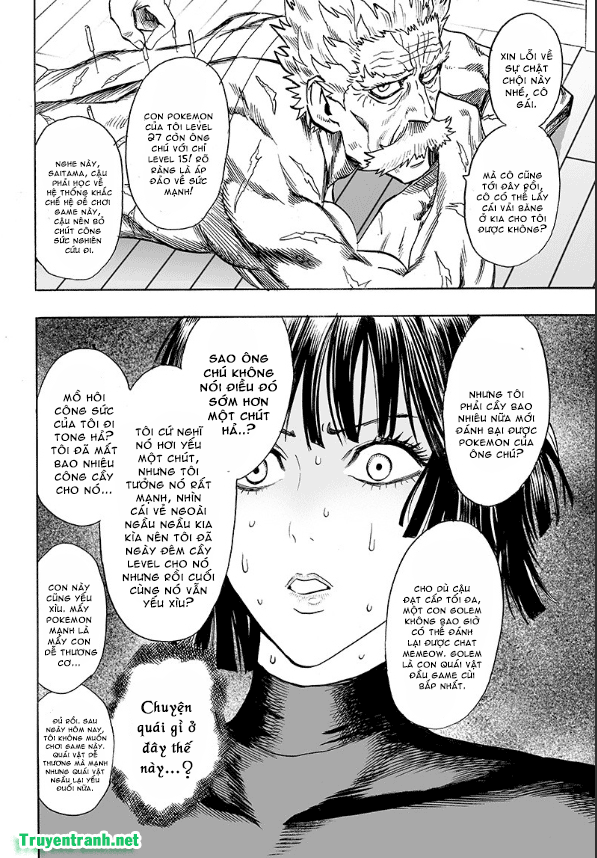 XIN LỖI VỀ
SỰ CHẬT
CHỘI NÀY
NHÉ, CÔ
GÁI.
MÀ CÔ CŨNG
TỚI ĐÂY RỒI,
CÔ CÓ THỂ LẤY
CÁI VẢI BĂNG
Ở KIA CHO TÔI
ĐƯỢC KHÔNG?
CON POKEMON
CỦA TÔI LEVEL
27 CÒN ÔNG
CHÚ VỚI CHỈ
LEVEL 15! RÕ
RÀNG LÀ ÁP
ĐẢO VỀ SỨC
MẠNH!
NGHE NÀY,
SAITAMA, CẬU
PHẢI HỌC VỀ
HỆ THỐNG KHẮC
CHẾ HỆ ĐỂ CHƠI
GAME NÀY,
CẬU NÊN BỎ
CHÚT CÔNG
SỨC NGHIÊN
CỨU ĐI.
NHƯNG TÔI
PHẢI CẦY BAO
NHIÊU NỮA MỚI
ĐÁNH BẠI ĐƯỢC
POKEMON CỦA
ÔNG CHÚ?
SAO ÔNG
CHÚ KHÔNG
NÓI ĐIỀU ĐÓ
SỚM HƠN
MỘT CHÚT
HẢ..?
TÔI CỨ NGHĨ
NÓ HƠI YẾU
MỘT CHÚT,
NHƯNG TÔI
TƯỞNG NÓ RẤT
MẠNH, NHÌN
CÁI VẺ NGOÀI
NGẦU NGẦU KIA
KÌA NÊN TÔI ĐÃ
NGÀY ĐÊM CẦY
LEVEL CHO NÓ
NHƯNG RỒI CUỐI
CÙNG NÓ VẪN
YẾU XÌU?
MỒ HÔI
CÔNG SỨC
CỦA TÔI ĐI
TONG HẢ?
TÔI ĐÃ MẤT
BAO NHIÊU
CÔNG CẦY
CHO NÓ...
CHO DÙ CẬU
ĐẠT CẤP TỐI ĐA,
MỘT CON GOLEM
KHÔNG BAO GIỜ
CÓ THỂ ĐÁNH
LẠI ĐƯỢC CHAT
MEMEOW. GOLEM
LÀ CON QUÁI VẬT
ĐẦU GAME CÙI
BẮP NHẤT.
CON NÀY
CŨNG YẾU
XÌU. MẤY
POKEMON
MẠNH LÀ
MẤY CON
DỄ THƯƠNG
CƠ...
Chuyện
quái gì ở
đây thế
này...?
ĐỦ RỒI. SAU
NGÀY HÔM NAY,
TÔI KHÔNG MUỐN
CHƠI GAME NÀY.
QUÁI VẬT DỄ
THƯƠNG MÀ MẠNH
NHƯNG QUÁI VẬT
NGẦU LẠI YẾU
ĐUỐI NỮA.
Truyentranh.net